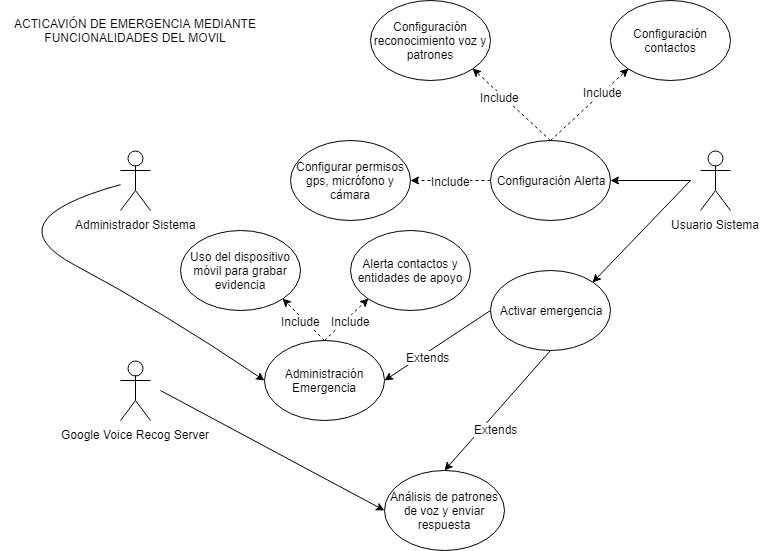 ACTICAVIÓN DE EMERGENCIA MEDIANTE
FUNCIONALIDADES DEL MOVIL
Configuración
reconocimiento voz y
patrones
Configuración
contactos
Include
Include
Configurar permisos
gps, micrófono y
cámara
Include
Configuración Alerta
Administrador Sistema
Usuario Sistema
Uso del dispositivo
móvil para grabar
evidencia
Alerta contactos y
entidades de apoyo
Include
Include
Activar emergencia
Administración
Emergencia
Extends
Google Voice Recog Server
Extends
Análisis de patrones
de voz y enviar
respuesta